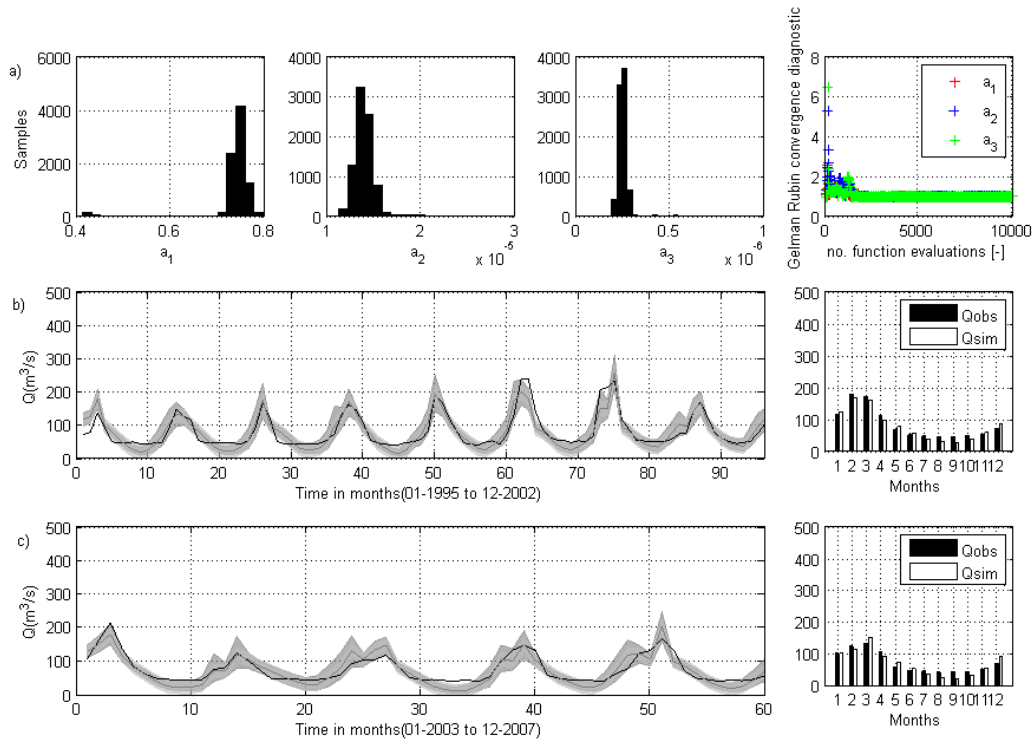 a)
Samples
6000
4000
2000
0
0.4
0.6
0.8
a1
4000
3000
2000
1000
0
1
2
3
x 10^-5
a2
4000
3000
2000
1000
0
0
0.5
1
x 10^-6
a3
Gelman Rubin convergence diagnostic
8
6
4
2
0
0
5000
10000
no. function evaluations [-]
a1
a2
a3
b)
Q(m³/s)
500
400
300
200
100
0
0
10
20
30
40
50
60
70
80
90
Time in months(01-1995 to 12-2002)
500
400
300
200
100
0
Qobs
Qsim
1 2 3 4 5 6 7 8 9 10 11 12
Months
c)
Q(m³/s)
500
400
300
200
100
0
0
10
20
30
40
50
60
Time in months(01-2003 to 12-2007)
500
400
300
200
100
0
Qobs
Qsim
1 2 3 4 5 6 7 8 9 10 11 12
Months